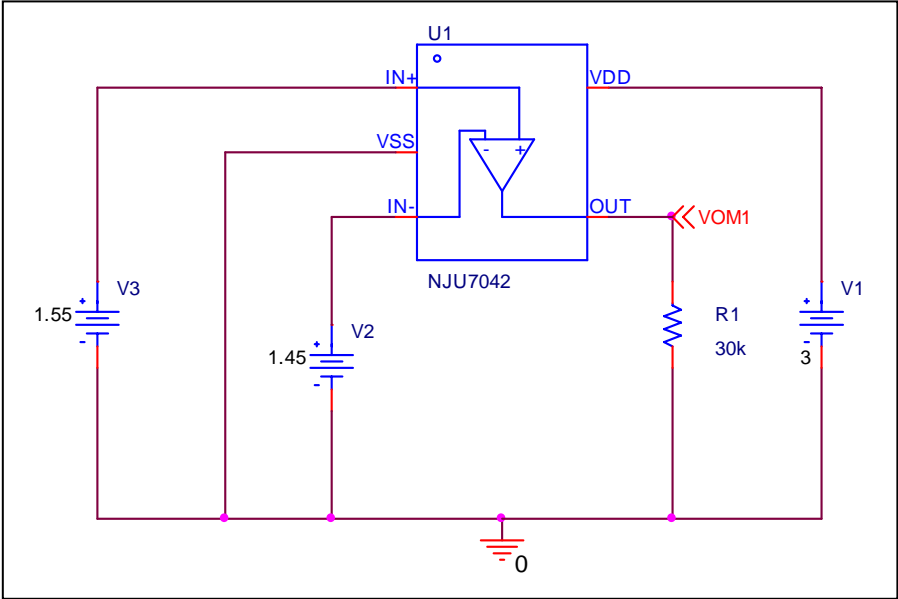 U1
IN+
VDD
VSS
- +
IN-
OUT
VOM1
NJU7042
V3
+
1.55
-
V2
+
1.45
-
R1
30k
V1
+
-
3
0